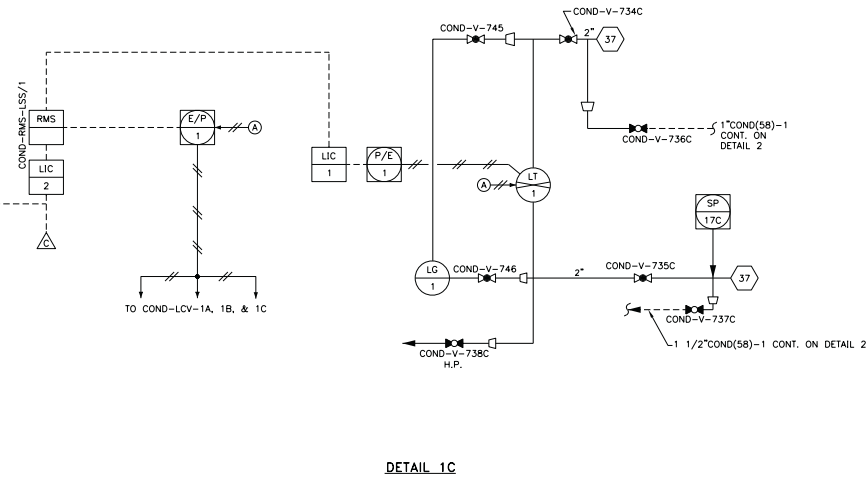 COND-V-734C
COND-V-745
2"
37
COND-RMS-LSS/1
RMS
E/P
1
A
1"COND(58)-1
CONT. ON
DETAIL 2
COND-V-736C
LIC
1
P/E
1
LIC
2
LT
1
A
SP
17C
C
LG
1
COND-V-746
2"
COND-V-735C
37
TO COND-LCV-1A, 1B, & 1C
COND-V-737C
1 1/2"COND(58)-1 CONT. ON DETAIL 2
COND-V-738C
H.P.
DETAIL 1C